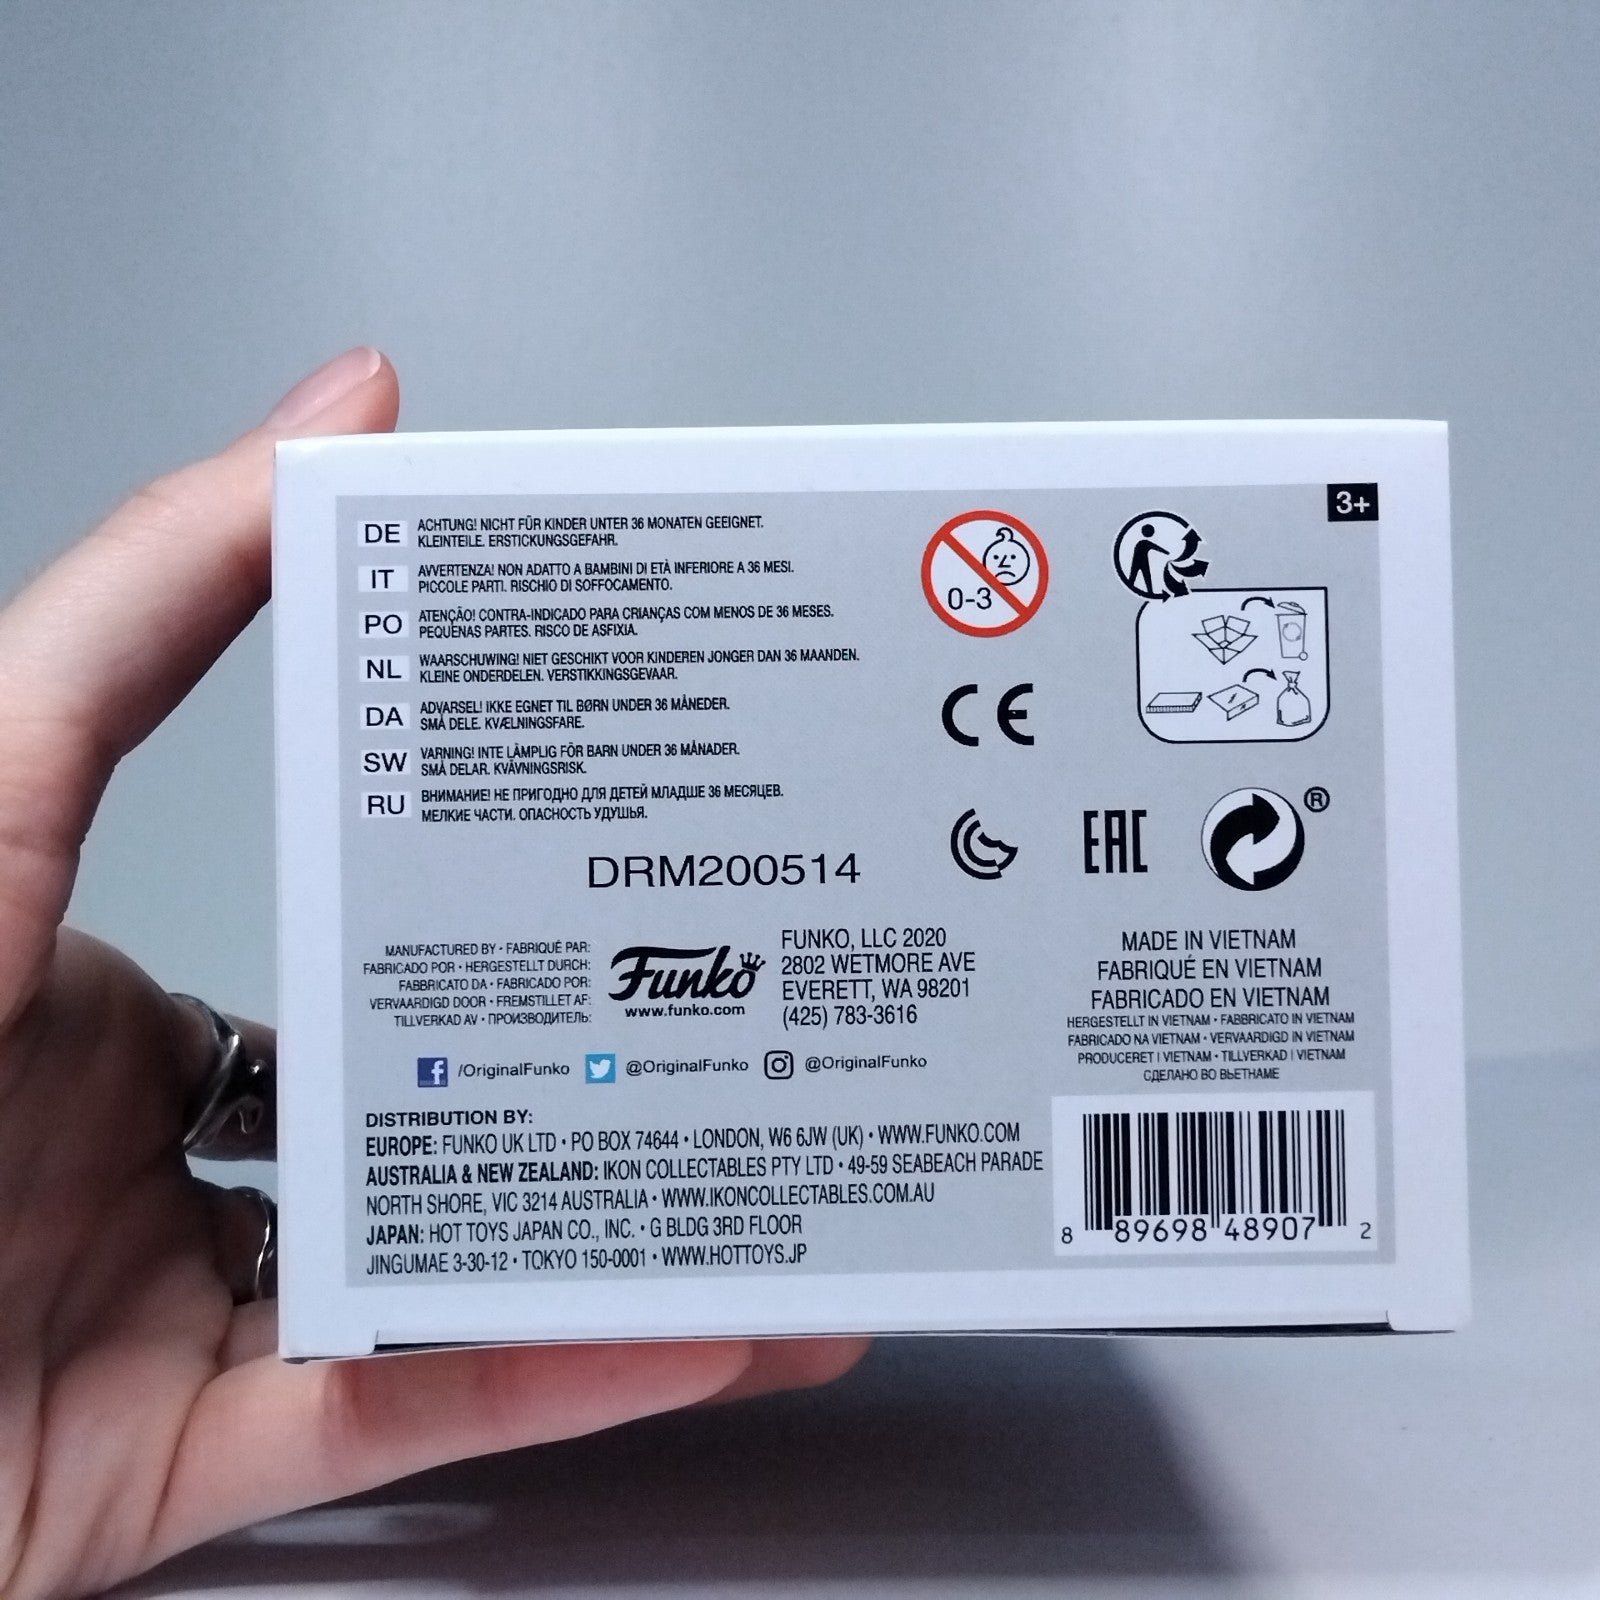 3+
DE ACHTUNG! NICHT FÜR KINDER UNTER 36 MONATEN GEEIGNET.
KLEINTEILE. ERSTICKUNGSGEFAHR.
IT AVVERTENZA! NON ADATTO A BAMBINI DI ETÀ INFERIORE A 36 MESI.
PICCOLE PARTI. RISCHIO DI SOFFOCAMENTO.
PO ATENÇÃO! CONTRA-INDICADO PARA CRIANÇAS COM MENOS DE 36 MESES.
PEQUENAS PARTES. RISCO DE ASFIXIA.
NL WAARSCHUWING! NIET GESCHIKT VOOR KINDEREN JONGER DAN 36 MAANDEN.
KLEINE ONDERDELEN. VERSTIKKINGSGEVAAR.
DA ADVARSEL! IKKE EGNET TIL BØRN UNDER 36 MÅNEDER.
SMÅ DELE. KVÆLNINGSFARE.
SW VARNING! INTE LÄMPLIG FÖR BARN UNDER 36 MÅNADER.
SMÅ DELAR. KVÄVNINGSRISK.
RU ВНИМАНИЕ! НЕ ПРИГОДНО ДЛЯ ДЕТЕЙ МЛАДШЕ 36 МЕСЯЦЕВ.
МЕЛКИЕ ЧАСТИ. ОПАСНОСТЬ УДУШЬЯ.
0-3
CE
EAC
®
DRM200514
MANUFACTURED BY • FABRIQUÉ PAR:
FABRICADO POR • HERGESTELLT DURCH:
FABBRICATO DA • FABRICADO POR:
VERVAARDIGD DOOR • FREMSTILLET AF:
TILLVERKAD AV • ПРОИЗВОДИТЕЛЬ:
Funko
www.funko.com
FUNKO, LLC 2020
2802 WETMORE AVE
EVERETT, WA 98201
(425) 783-3616
MADE IN VIETNAM
FABRIQUÉ EN VIETNAM
FABRICADO EN VIETNAM
HERGESTELLT IN VIETNAM • FABBRICATO IN VIETNAM
FABRICADO NA VIETNAM • VERVAARDIGD IN VIETNAM
PRODUCERET I VIETNAM • TILLVERKAD I VIETNAM
СДЕЛАНО ВО ВЬЕТНАМЕ
/OriginalFunko @OriginalFunko @OriginalFunko
DISTRIBUTION BY:
EUROPE: FUNKO UK LTD • PO BOX 74644 • LONDON, W6 6JW (UK) • WWW.FUNKO.COM
AUSTRALIA & NEW ZEALAND: IKON COLLECTABLES PTY LTD • 49-59 SEABEACH PARADE
NORTH SHORE, VIC 3214 AUSTRALIA • WWW.IKONCOLLECTABLES.COM.AU
JAPAN: HOT TOYS JAPAN CO., INC. • G BLDG 3RD FLOOR
JINGUMAE 3-30-12 • TOKYO 150-0001 • WWW.HOTTOYS.JP
8 89698 48907 2